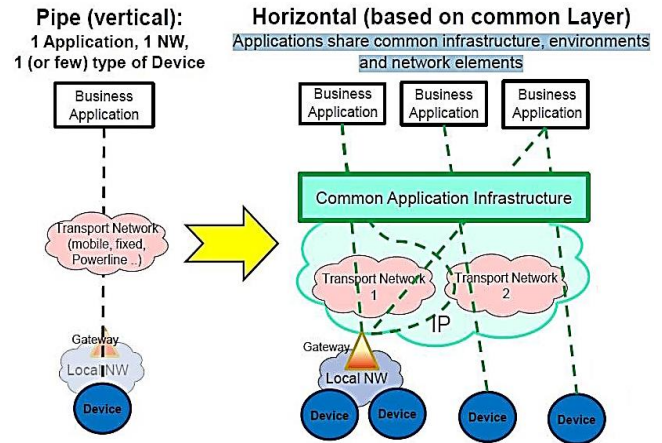 Pipe (vertical):
1 Application, 1 NW,
1 (or few) type of Device
Business
Application
Transport Network
(mobile, fixed,
Powerline ..)
Gateway
Local NW
Device
Horizontal (based on common Layer)
Applications share common infrastructure, environments
and network elements
Business
Application
Business
Application
Business
Application
Common Application Infrastructure
Transport Network
1
Transport Network
2
IP
Gateway
Local NW
Device
Device
Device
Device